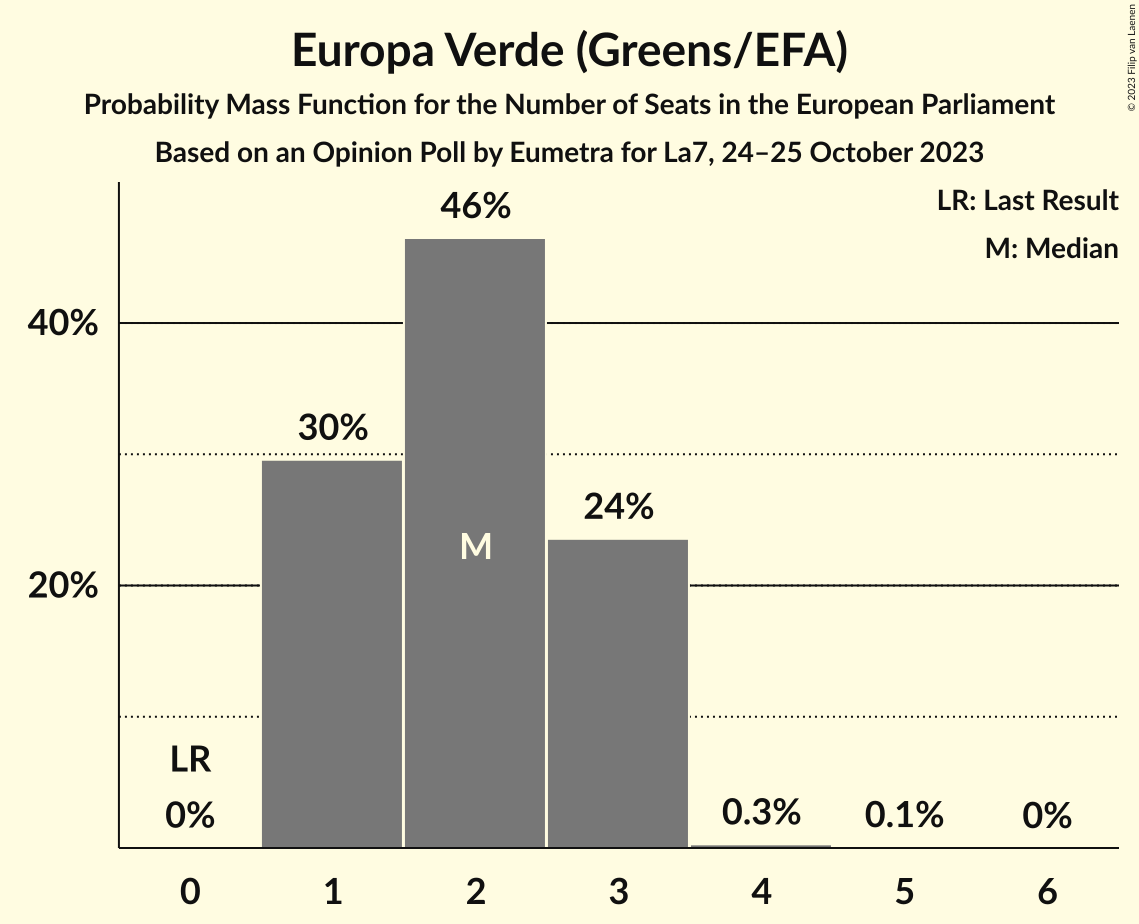 Europa Verde (Greens/EFA)
Probability Mass Function for the Number of Seats in the European Parliament
Based on an Opinion Poll by Eumetra for La7, 24–25 October 2023
© 2023 Filip van Laenen
LR: Last Result
M: Median
46%
40%
30%
24%
M
20%
LR
0%
0.3%
0.1%
0%
0 1 2 3 4 5 6